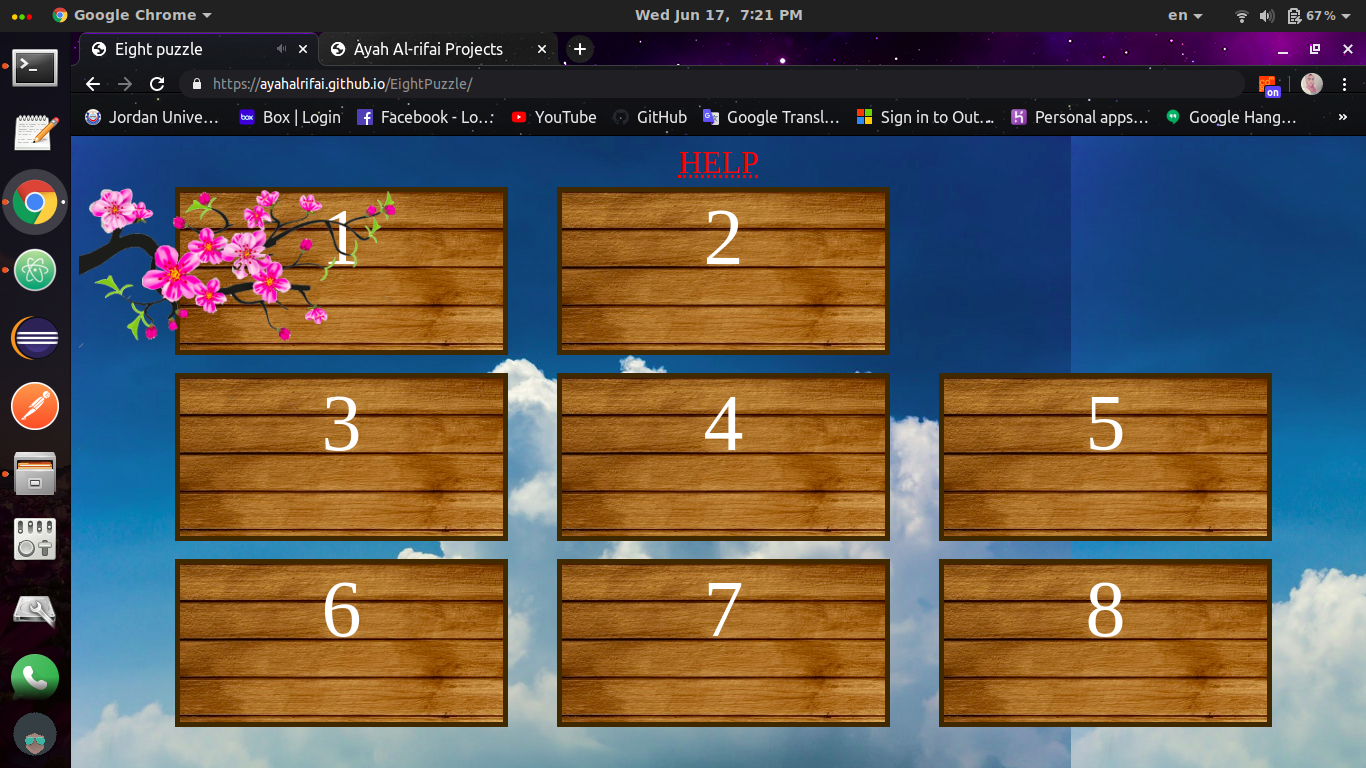 Google Chrome
Wed Jun 17, 7:21 PM
en
67%
Eight puzzle
Ayah Al-rifai Projects
https://ayahalrifai.github.io/EightPuzzle/
on
Jordan Unive...
box
Box | Login
Facebook - Lo...
YouTube
GitHub
Google Transl...
Sign in to Out...
Personal apps...
Google Hang...
»
HELP
1
2
3
4
5
6
7
8